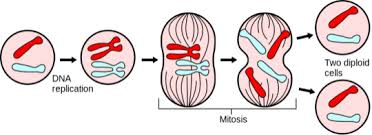 DNA
replication
Mitosis
Two diploid
cells